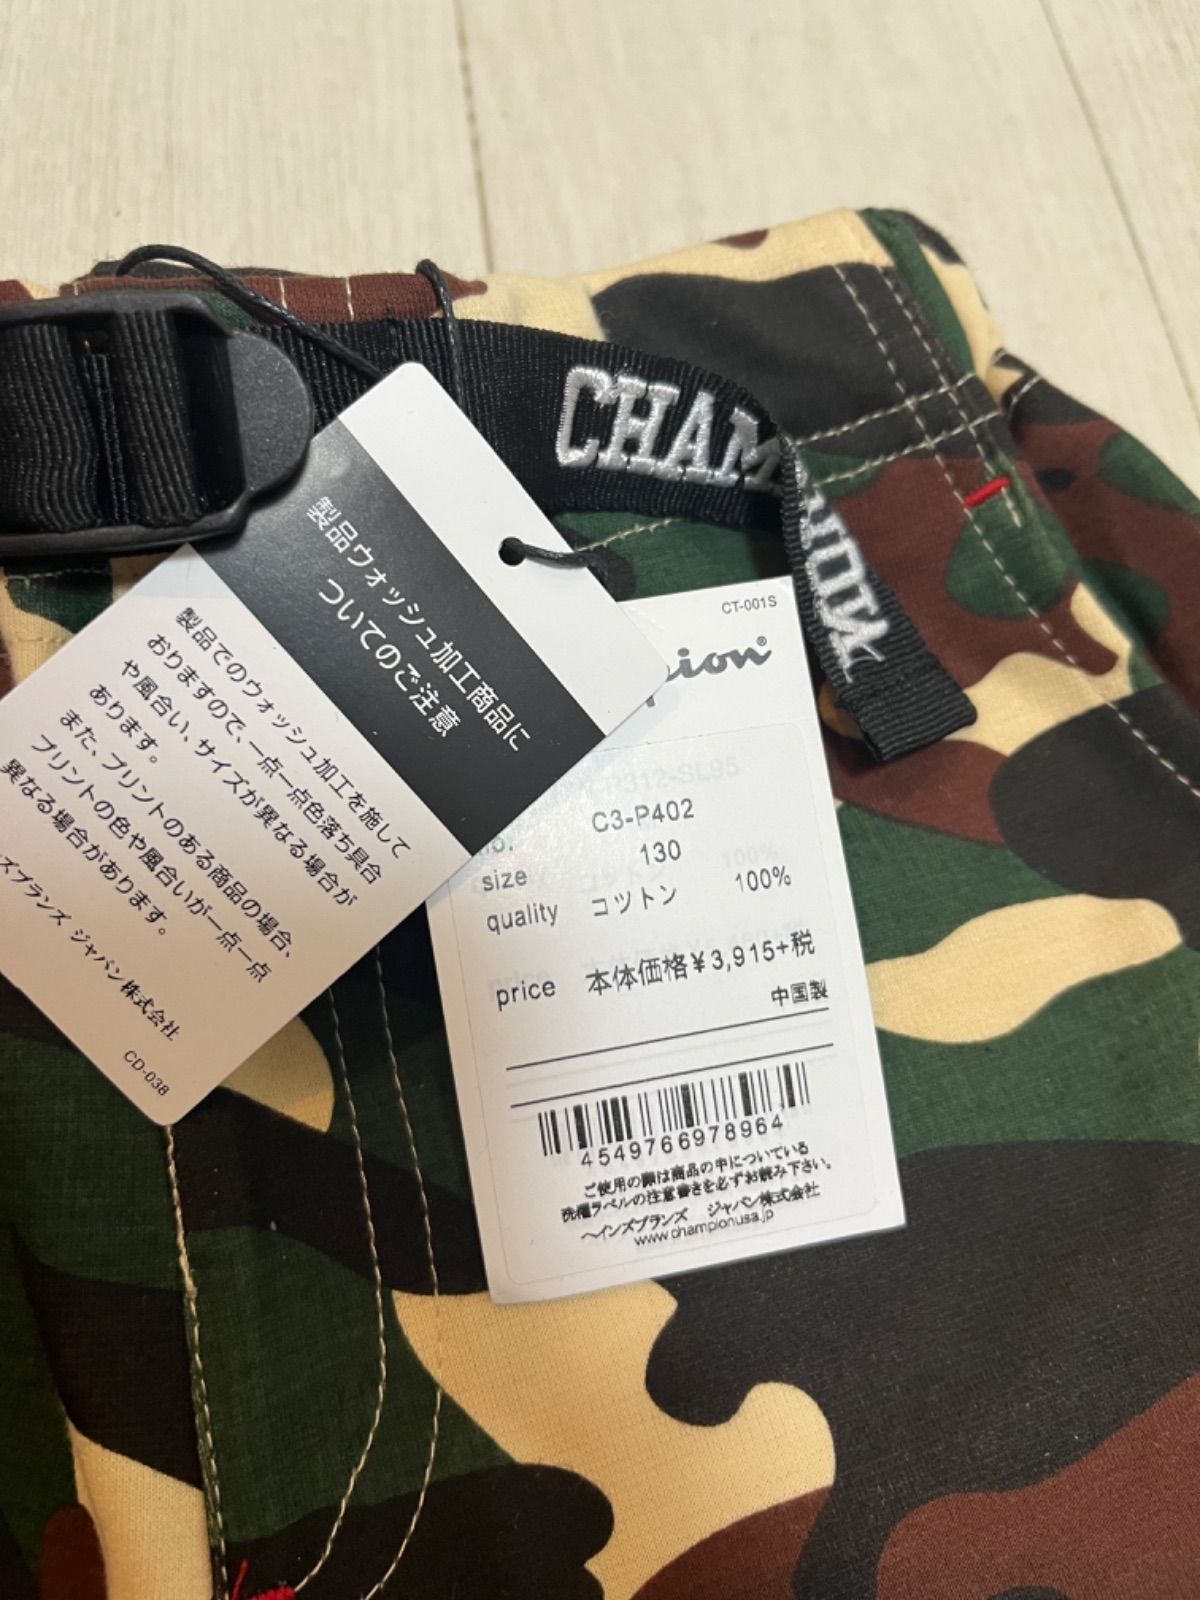 CHAM
製品ウォッシュ加工商品に
ついてのご注意
製品でのウォッシュ加工を施して
おりますので、一点一点色落ち具合
や風合い、サイズが異なる場合が
あります。
また、プリントのある商品の場合、
プリントの色や風合いが一点一点
異なる場合があります。
ズブランズ ジャパン株式会社
CD-038
CT-001S
pion®
P312-SL95
no. C3-P402
size 130
quality コットン 100%
price 本体価格¥3,915+税
中国製
4549766978964
ご使用の際は商品の中についている
洗濯ラベルの注意書きを必ずお読み下さい。
ヘインズブランズ ジャパン株式会社
www.championusa.jp